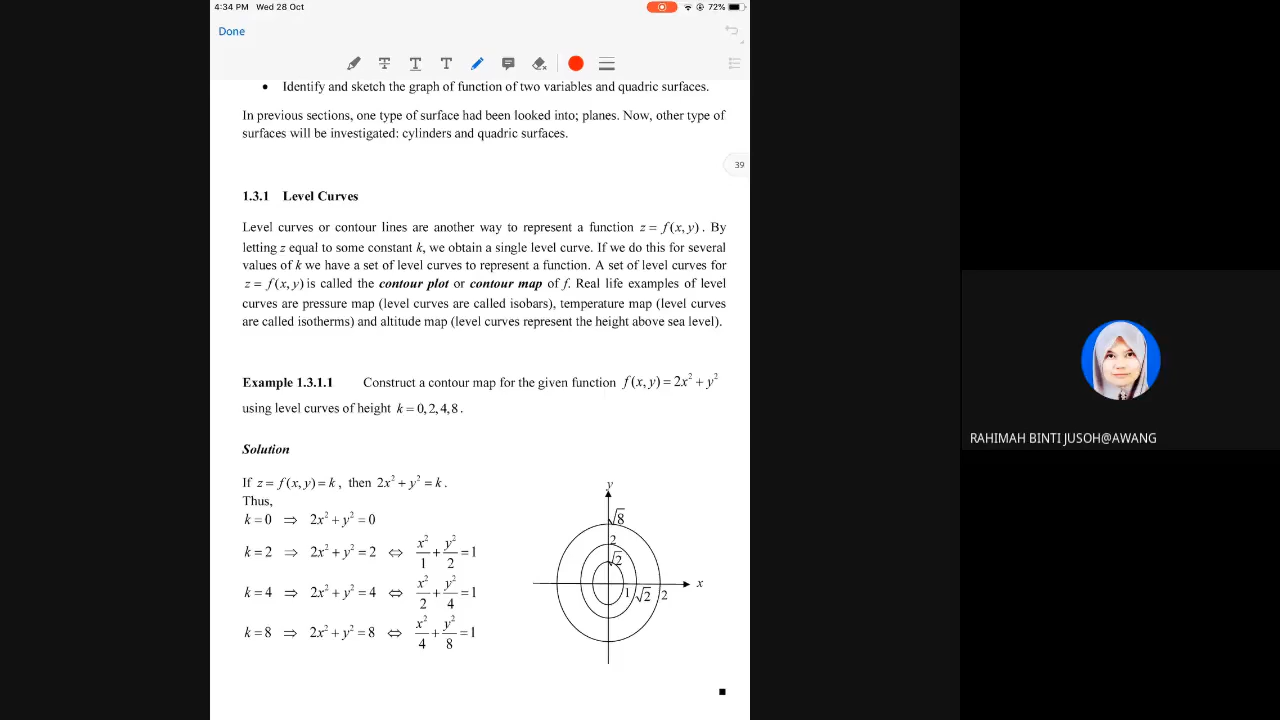 4:34 PM Wed 28 Oct 72%
Done
• Identify and sketch the graph of function of two variables and quadric surfaces.
In previous sections, one type of surface had been looked into; planes. Now, other type of
surfaces will be investigated: cylinders and quadric surfaces.
39
1.3.1 Level Curves
Level curves or contour lines are another way to represent a function z = f(x, y). By
letting z equal to some constant k, we obtain a single level curve. If we do this for several
values of k we have a set of level curves to represent a function. A set of level curves for
z = f(x, y) is called the contour plot or contour map of f. Real life examples of level
curves are pressure map (level curves are called isobars), temperature map (level curves
are called isotherms) and altitude map (level curves represent the height above sea level).
Example 1.3.1.1 Construct a contour map for the given function f(x, y) = 2x² + y²
using level curves of height k = 0, 2, 4, 8.
Solution
If z = f(x, y) = k, then 2x² + y² = k.
Thus,
k = 0 ⇒ 2x² + y² = 0
k = 2 ⇒ 2x² + y² = 2 ⇔ x²/1 + y²/2 = 1
k = 4 ⇒ 2x² + y² = 4 ⇔ x²/2 + y²/4 = 1
k = 8 ⇒ 2x² + y² = 8 ⇔ x²/4 + y²/8 = 1
y
√8
2
√2
1 √2 2
x
RAHIMAH BINTI JUSOH@AWANG